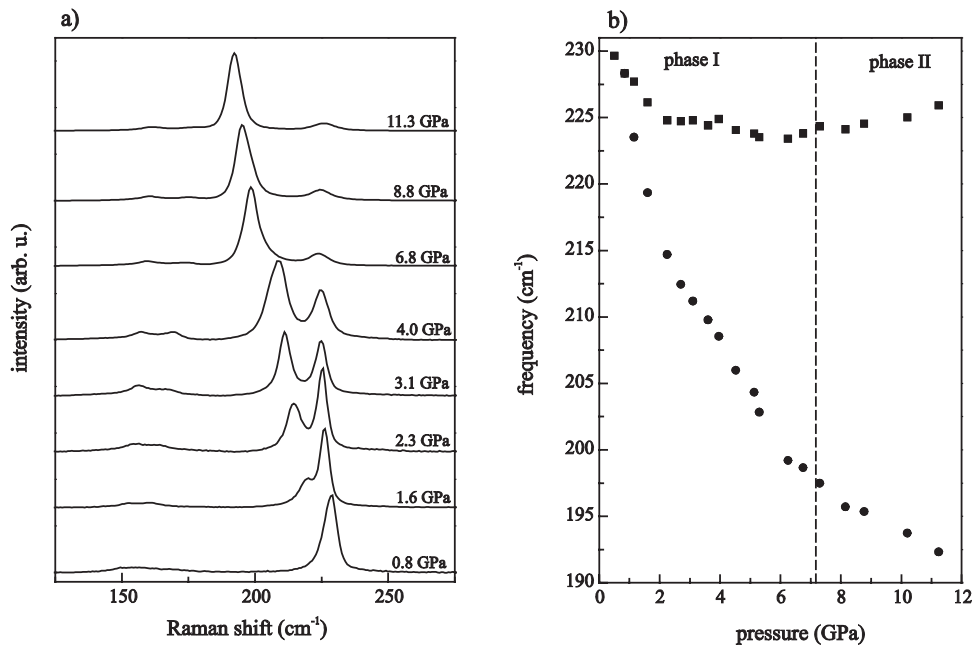 a)
11.3 GPa
8.8 GPa
6.8 GPa
4.0 GPa
3.1 GPa
2.3 GPa
1.6 GPa
0.8 GPa
intensity (arb. u.)
150 200 250
Raman shift (cm⁻¹)
b)
phase I phase II
230
225
220
215
210
205
200
195
190
frequency (cm⁻¹)
0 2 4 6 8 10 12
pressure (GPa)